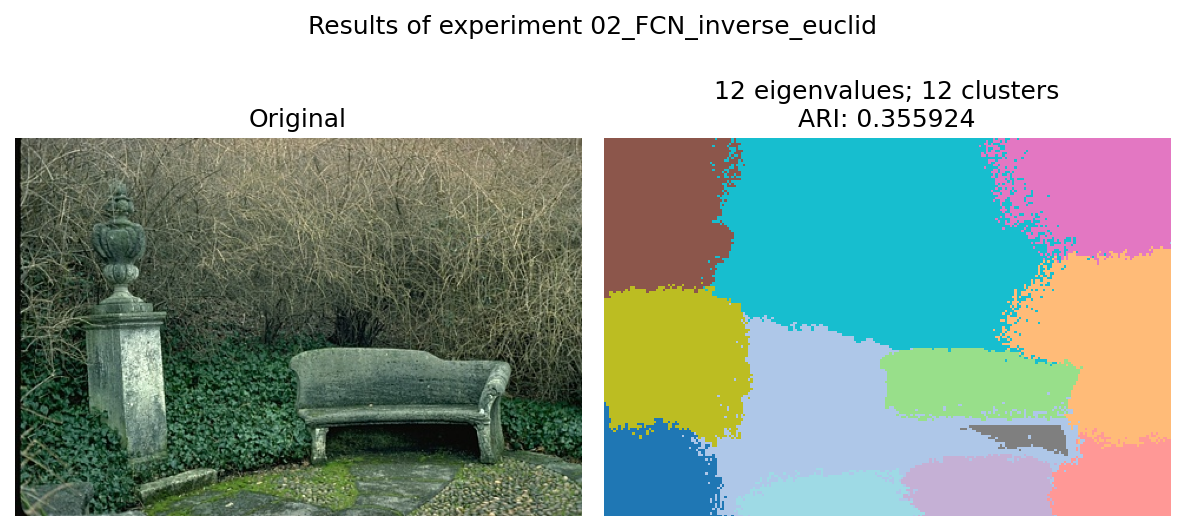 Results of experiment 02_FCN_inverse_euclid
Original
12 eigenvalues; 12 clusters
ARI: 0.355924